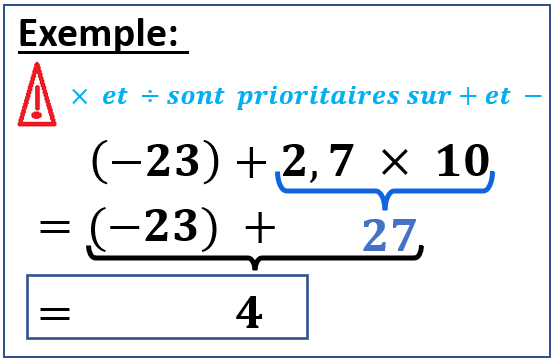 Exemple:
× et ÷ sont prioritaires sur + et −
(−23) + 2,7 × 10
= (−23) + 27
= 4